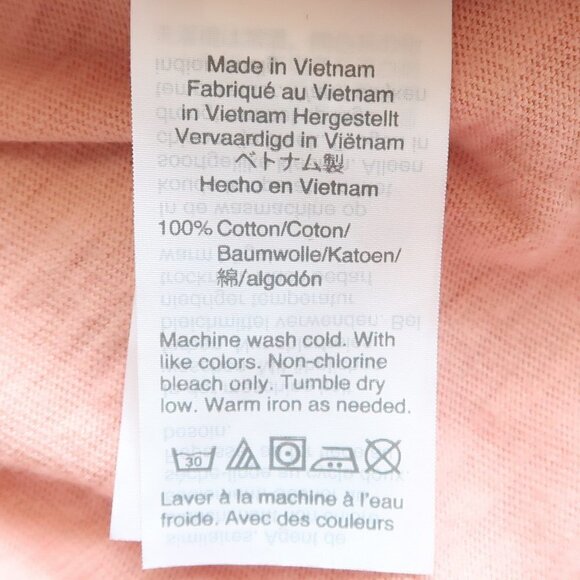 Made in Vietnam
Fabriqué au Vietnam
in Vietnam Hergestellt
Vervaardigd in Viëtnam
ベトナム製
Hecho en Vietnam
100% Cotton/Coton/
Baumwolle/Katoen/
綿/algodón
Machine wash cold. With
like colors. Non-chlorine
bleach only. Tumble dry
low. Warm iron as needed.
30
Laver à la machine à l'eau
froide. Avec des couleurs